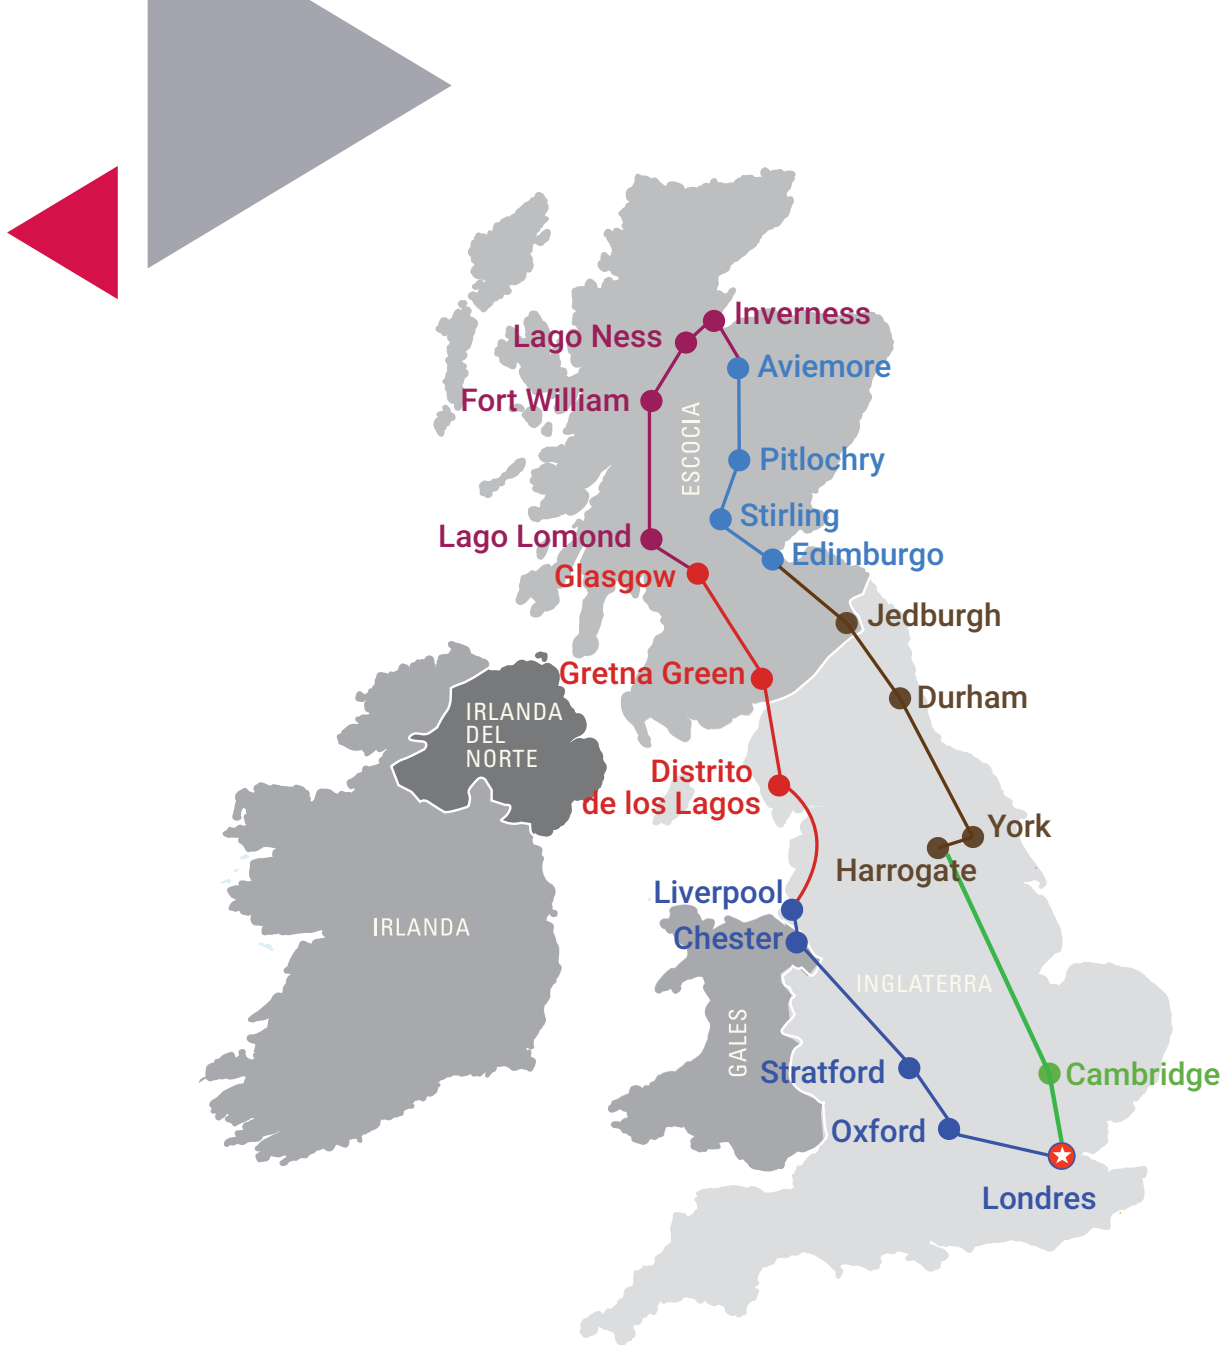 Inverness
Lago Ness
Aviemore
Fort William
ESCOCIA
Pitlochry
Stirling
Lago Lomond
Edimburgo
Glasgow
Jedburgh
Gretna Green
Durham
IRLANDA
DEL
NORTE
Distrito
de los Lagos
York
Harrogate
Liverpool
IRLANDA
Chester
INGLATERRA
GALES
Stratford
Cambridge
Oxford
Londres